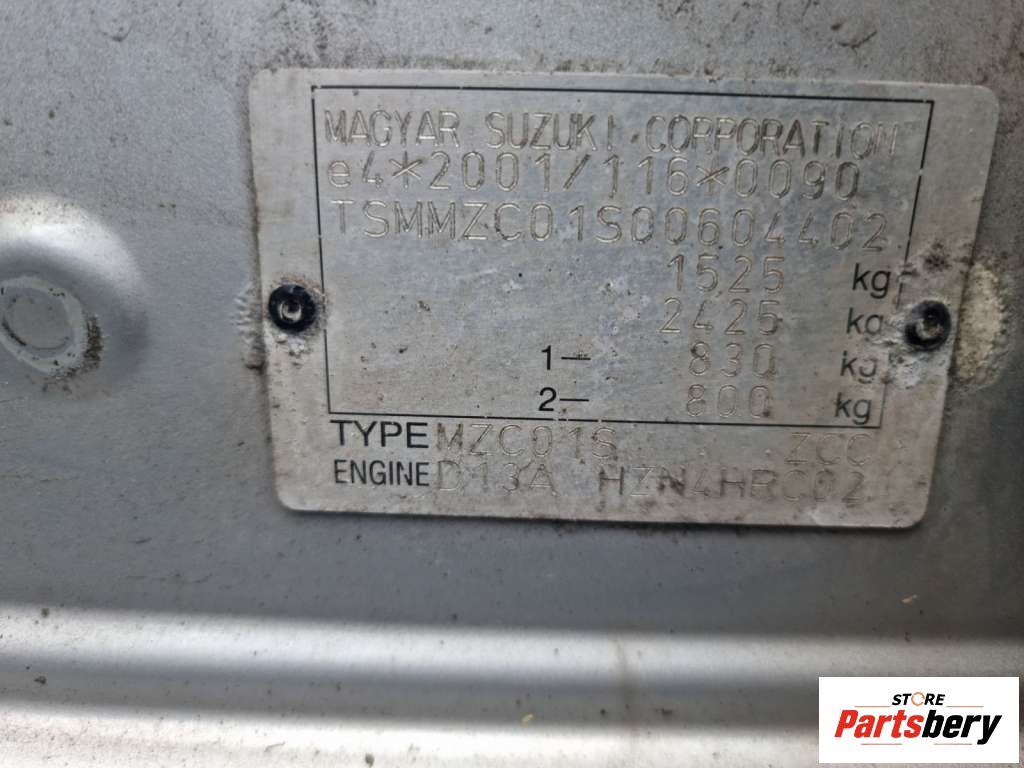 MAGYAR SUZUKI CORPORATION
e4*2001/116*0090
TSMMZC01S00604402
1525 kg
2425 kg
1— 830 kg
2— 800 kg
TYPE MZC01S ZCC
ENGINE D13A HZN4HRC02
STORE
Partsbery